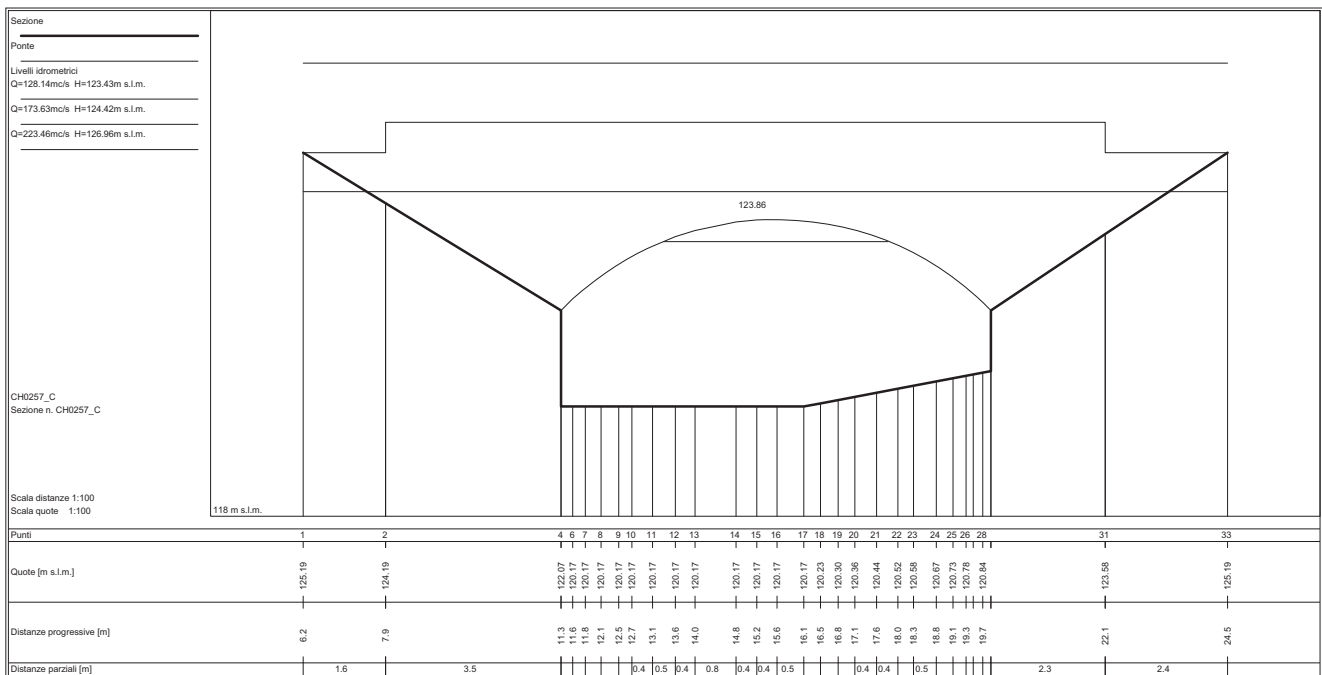 Sezione
Ponte
Livelli idrometrici
Q=128.14mc/s H=123.43m s.l.m.
Q=173.63mc/s H=124.42m s.l.m.
Q=223.46mc/s H=126.96m s.l.m.
123.86
CH0257_C
Sezione n. CH0257_C
Scala distanze 1:100
Scala quote 1:100
118 m s.l.m.
Punti 1 2 4 6 7 8 9 10 11 12 13 14 15 16 17 18 19 20 21 22 23 24 25 26 28 31 33
Quote [m s.l.m.] 125.19 124.19 122.07 120.17 120.17 120.17 120.17 120.17 120.17 120.17 120.17 120.17 120.17 120.17 120.17 120.23 120.30 120.36 120.44 120.52 120.58 120.67 120.73 120.78 120.84 123.58 125.19
Distanze progressive [m] 6.2 7.9 11.3 11.6 11.8 12.1 12.5 12.7 13.1 13.6 14.0 14.8 15.2 15.6 16.1 16.5 16.8 17.1 17.6 18.0 18.3 18.8 19.1 19.3 19.7 22.1 24.5
Distanze parziali [m] 1.6 3.5 0.4 0.5 0.4 0.8 0.4 0.4 0.5 0.4 0.4 0.5 2.3 2.4